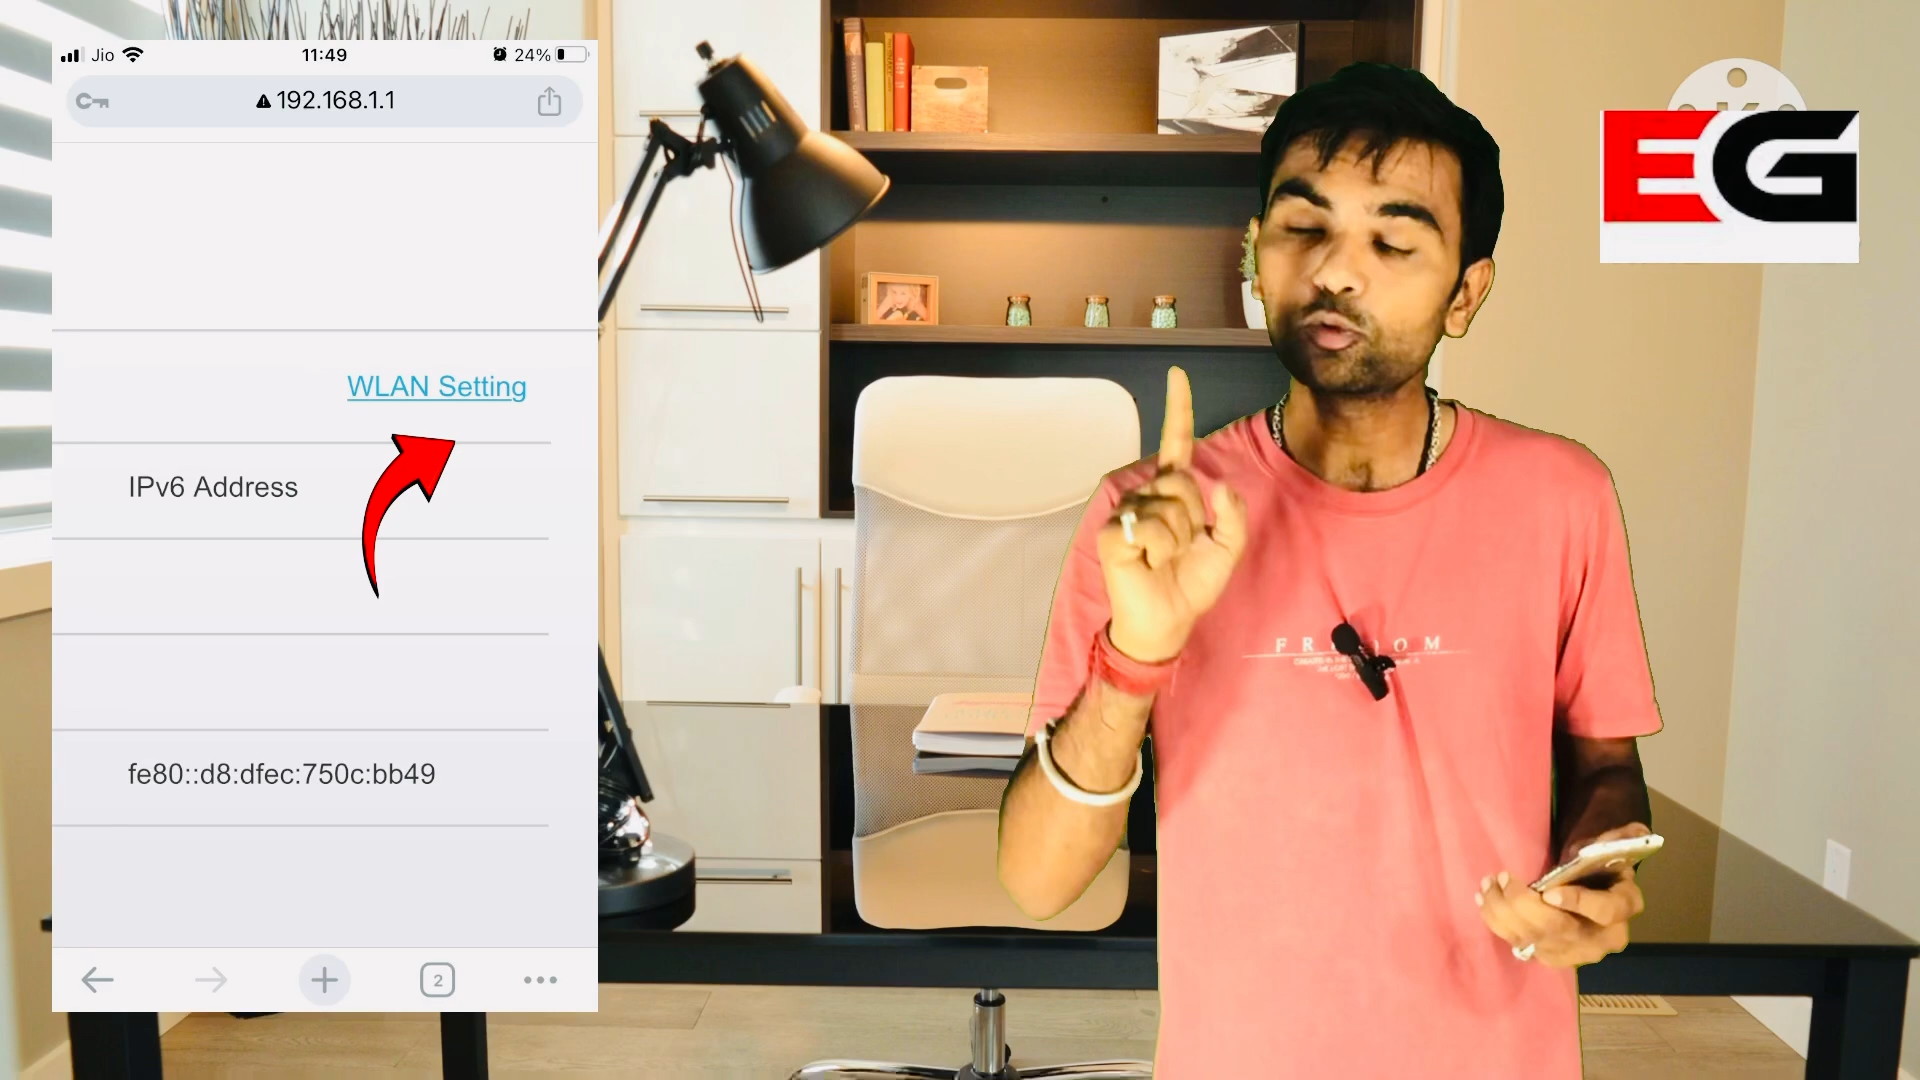 Jio
11:49
24%
192.168.1.1
WLAN Setting
IPv6 Address
fe80::d8:dfec:750c:bb49
2
EG